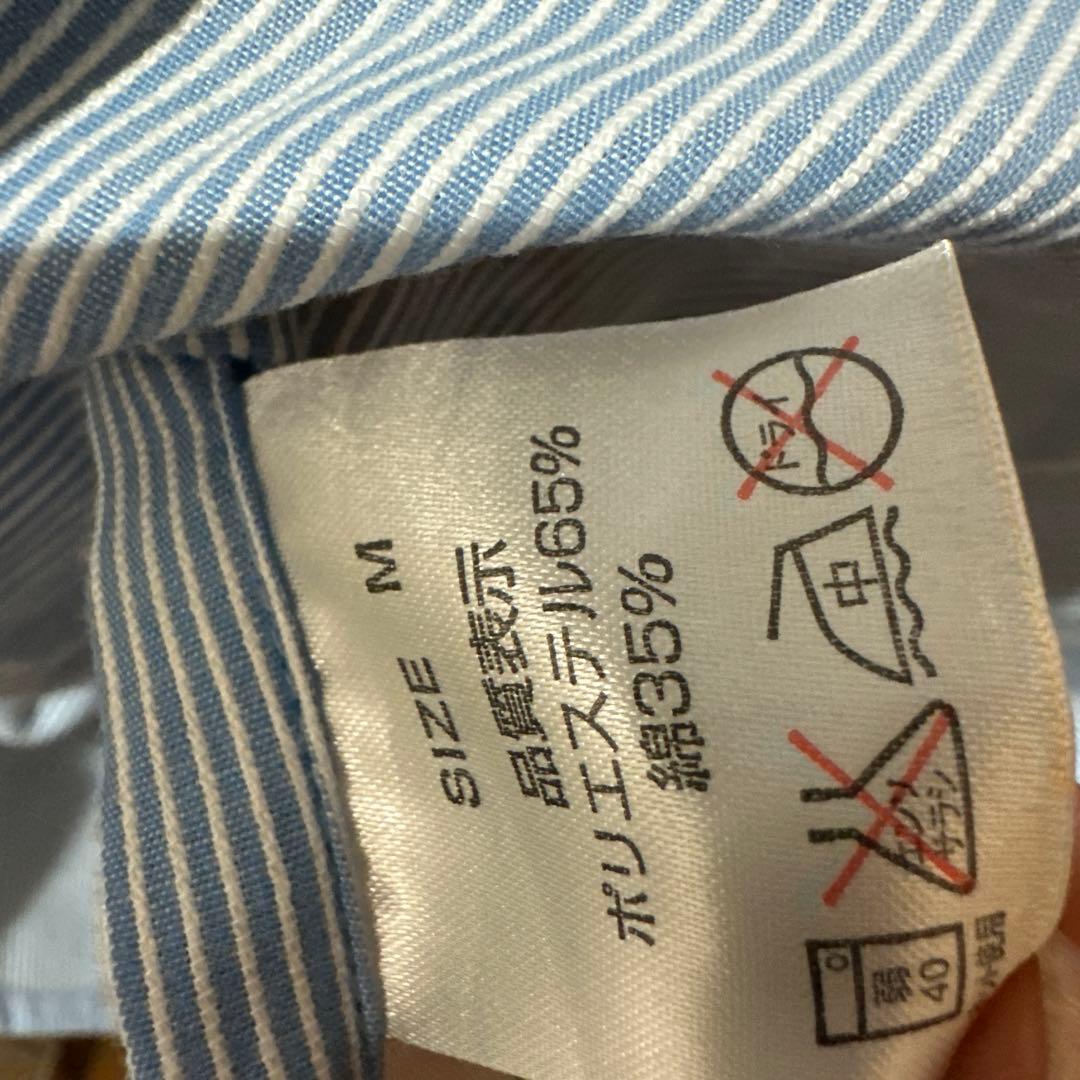 SIZE M
品質表示
ポリエステル65%
綿35%
弱
40
エンソ
サラシ
中
ドライ